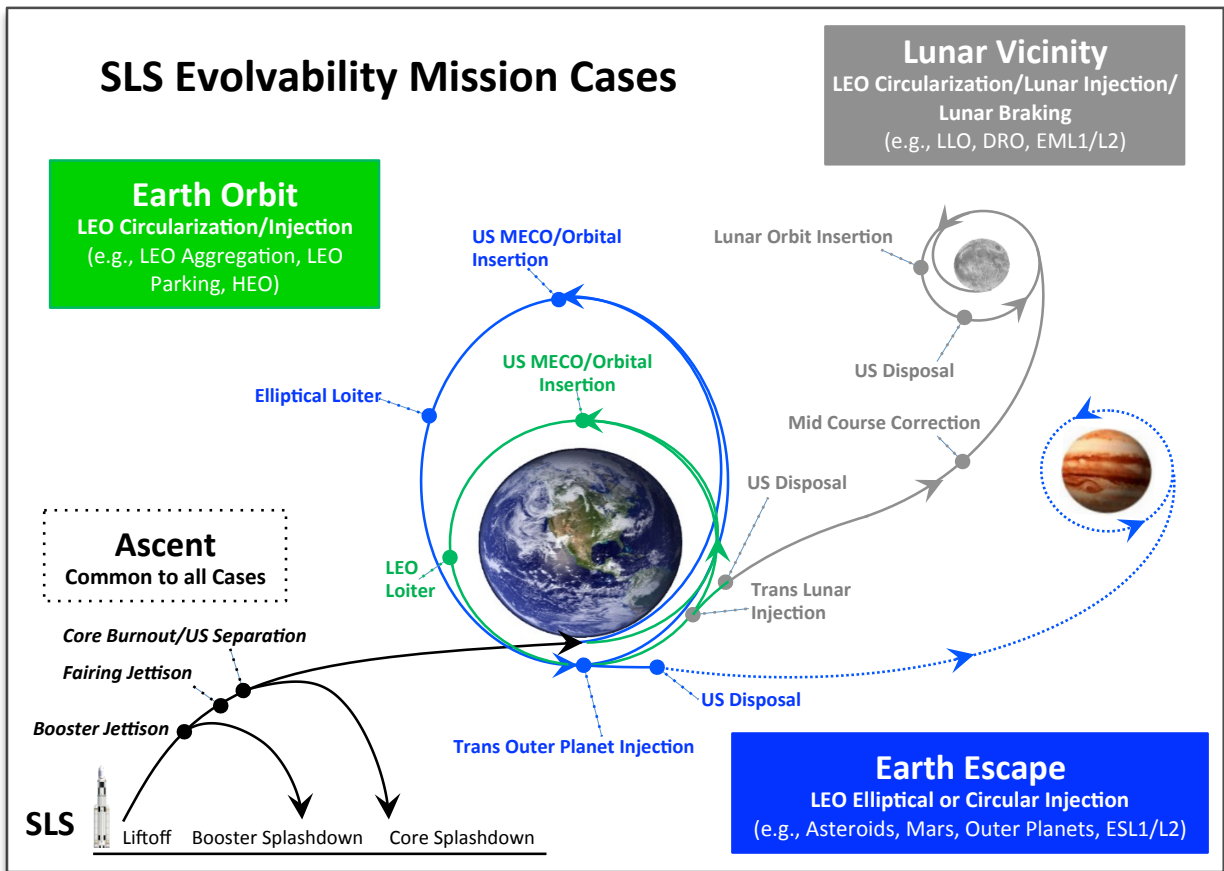 SLS Evolvability Mission Cases
Lunar Vicinity
LEO Circularization/Lunar Injection/
Lunar Braking
(e.g., LLO, DRO, EML1/L2)
Earth Orbit
LEO Circularization/Injection
(e.g., LEO Aggregation, LEO
Parking, HEO)
US MECO/Orbital
Insertion
Lunar Orbit Insertion
US MECO/Orbital
Insertion
US Disposal
Elliptical Loiter
Mid Course Correction
US Disposal
Ascent
Common to all Cases
LEO
Loiter
Trans Lunar
Injection
Core Burnout/US Separation
Fairing Jettison
Booster Jettison
US Disposal
Trans Outer Planet Injection
Earth Escape
LEO Elliptical or Circular Injection
(e.g., Asteroids, Mars, Outer Planets, ESL1/L2)
SLS
Liftoff
Booster Splashdown
Core Splashdown